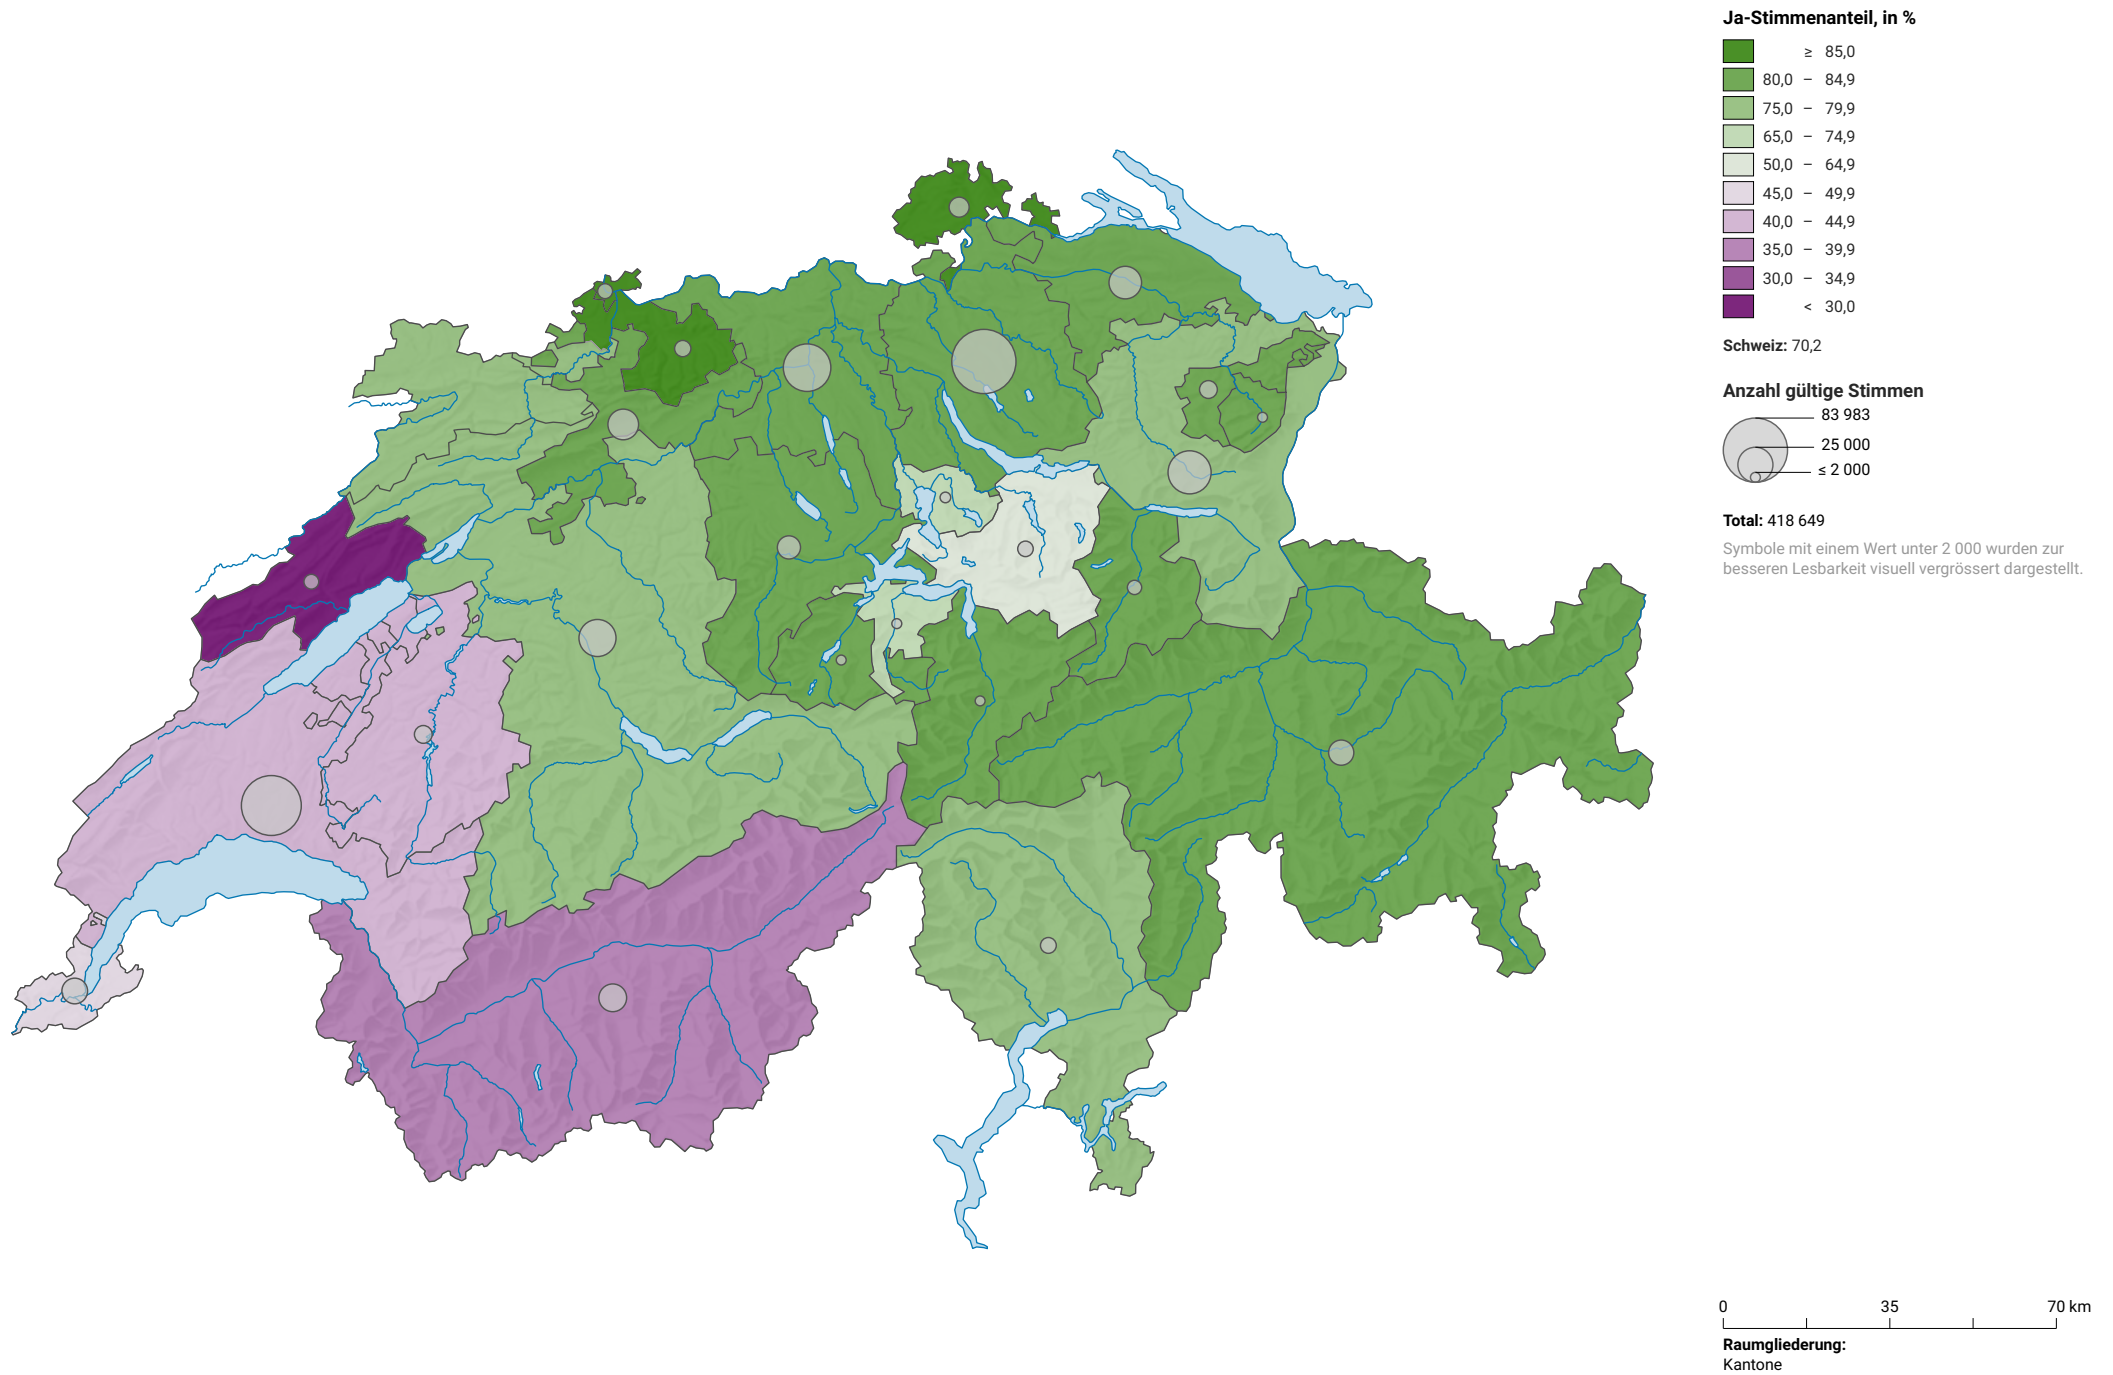 Ja-Stimmenanteil, in %
≥ 85,0
80,0 – 84,9
75,0 – 79,9
65,0 – 74,9
50,0 – 64,9
45,0 – 49,9
40,0 – 44,9
35,0 – 39,9
30,0 – 34,9
< 30,0
Schweiz: 70,2
Anzahl gültige Stimmen
83 983
25 000
≤ 2 000
Total: 418 649
Symbole mit einem Wert unter 2 000 wurden zur
besseren Lesbarkeit visuell vergrössert dargestellt.
0 35 70 km
Raumgliederung:
Kantone